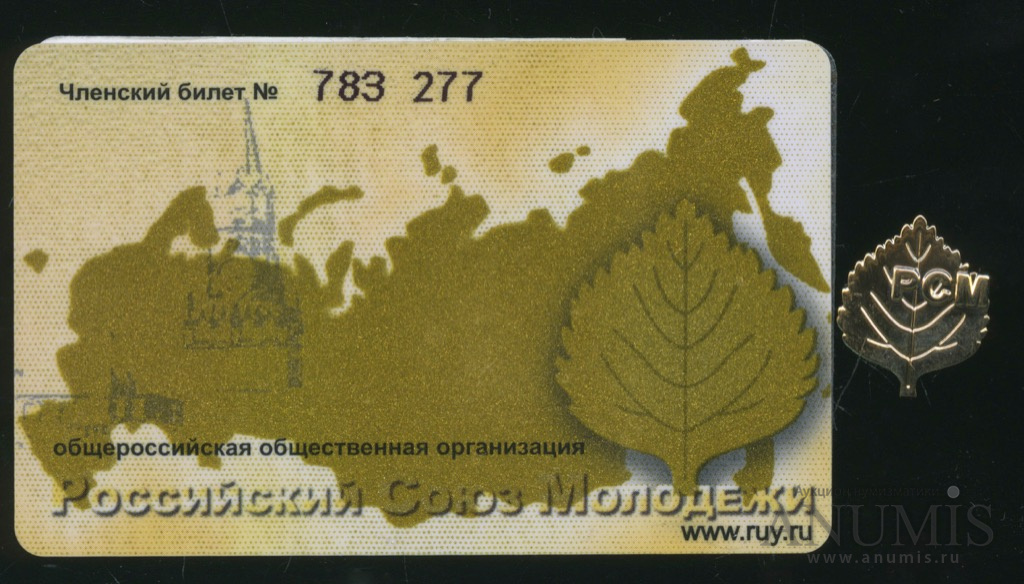 Членский билет № 783 277
РСМ
общероссийская общественная организация
Российский Союз Молодежи
www.ruy.ru
ANUMIS
www.anumis.ru